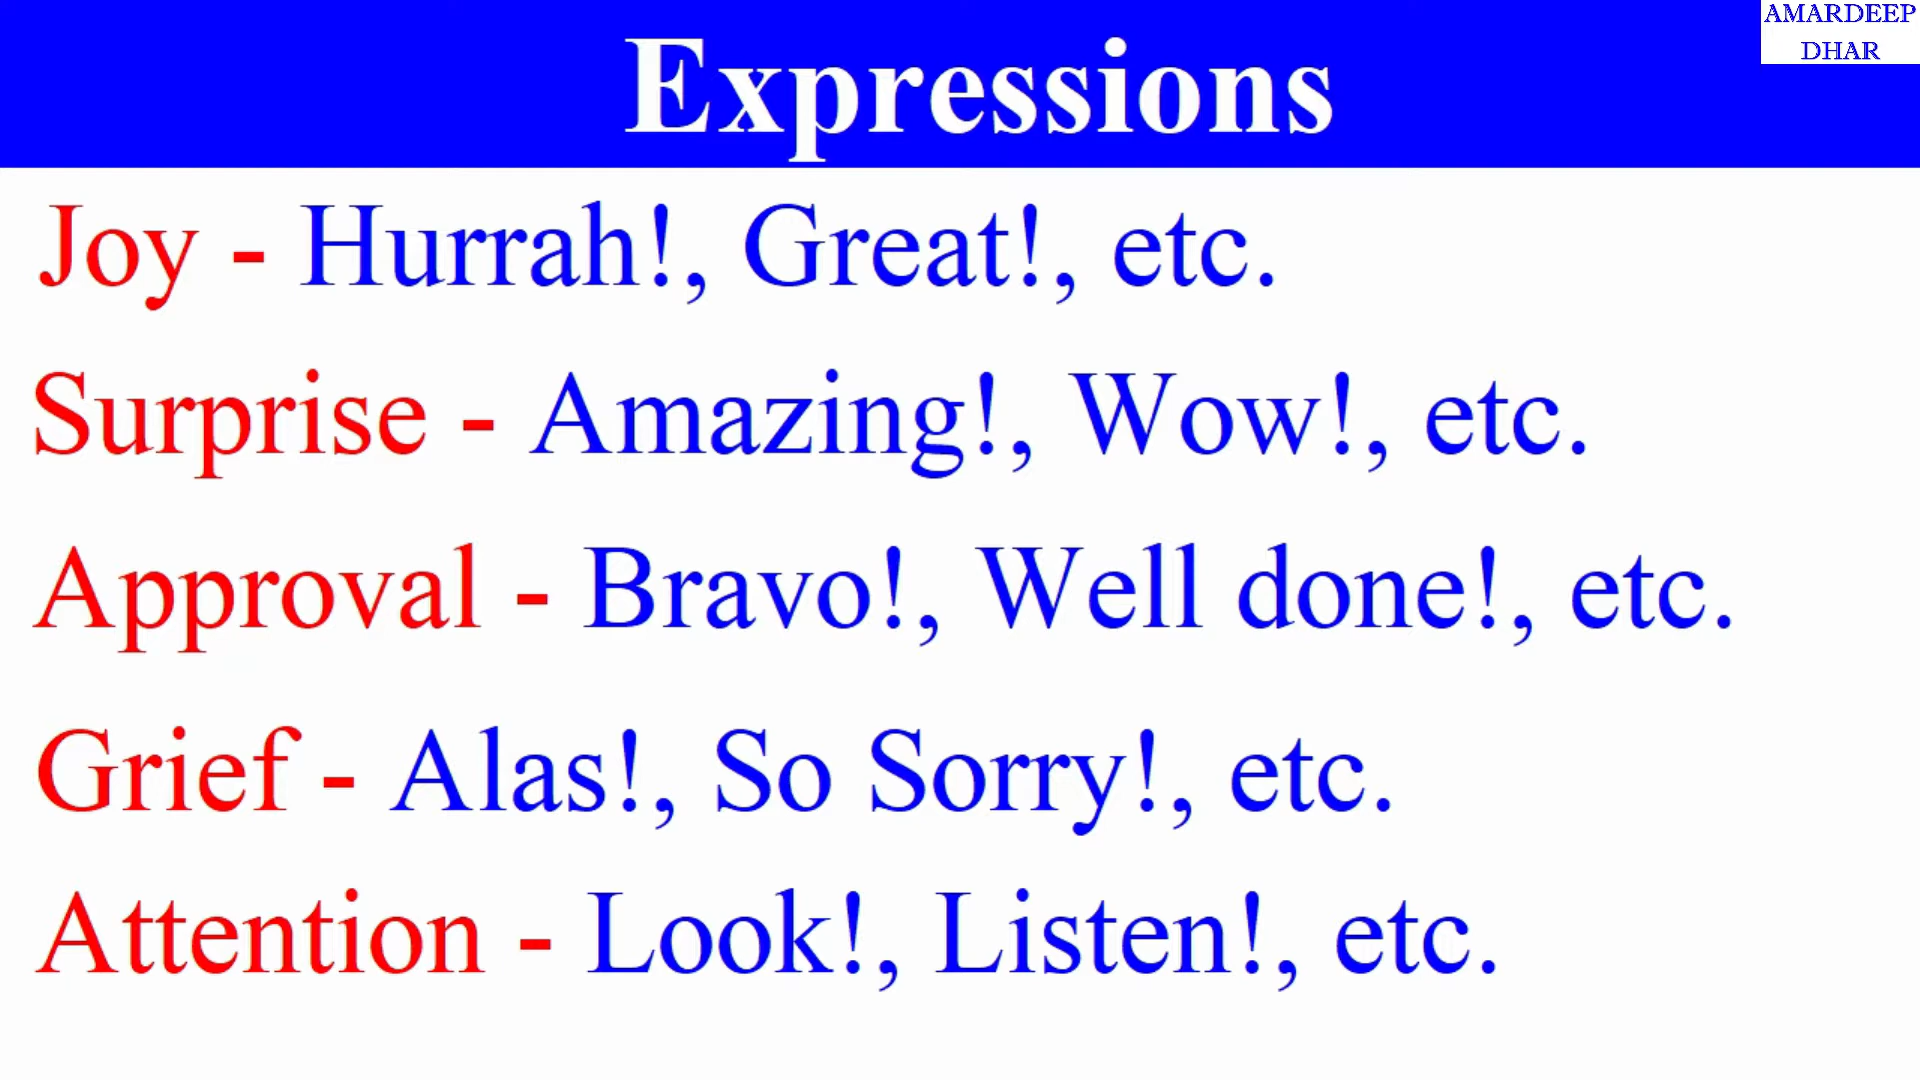 Expressions
AMARDEEP
DHAR
Joy - Hurrah!, Great!, etc.
Surprise - Amazing!, Wow!, etc.
Approval - Bravo!, Well done!, etc.
Grief - Alas!, So Sorry!, etc.
Attention - Look!, Listen!, etc.